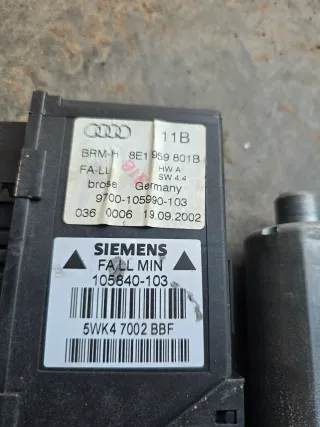 11B
BRM-H 8E1 959 801B
FA-LL HW A
SW 4.4
brose Germany
9700-105990-103
036 0006 19.09.2002
SIEMENS
FA LL MIN
105840-103
5WK4 7002 BBF